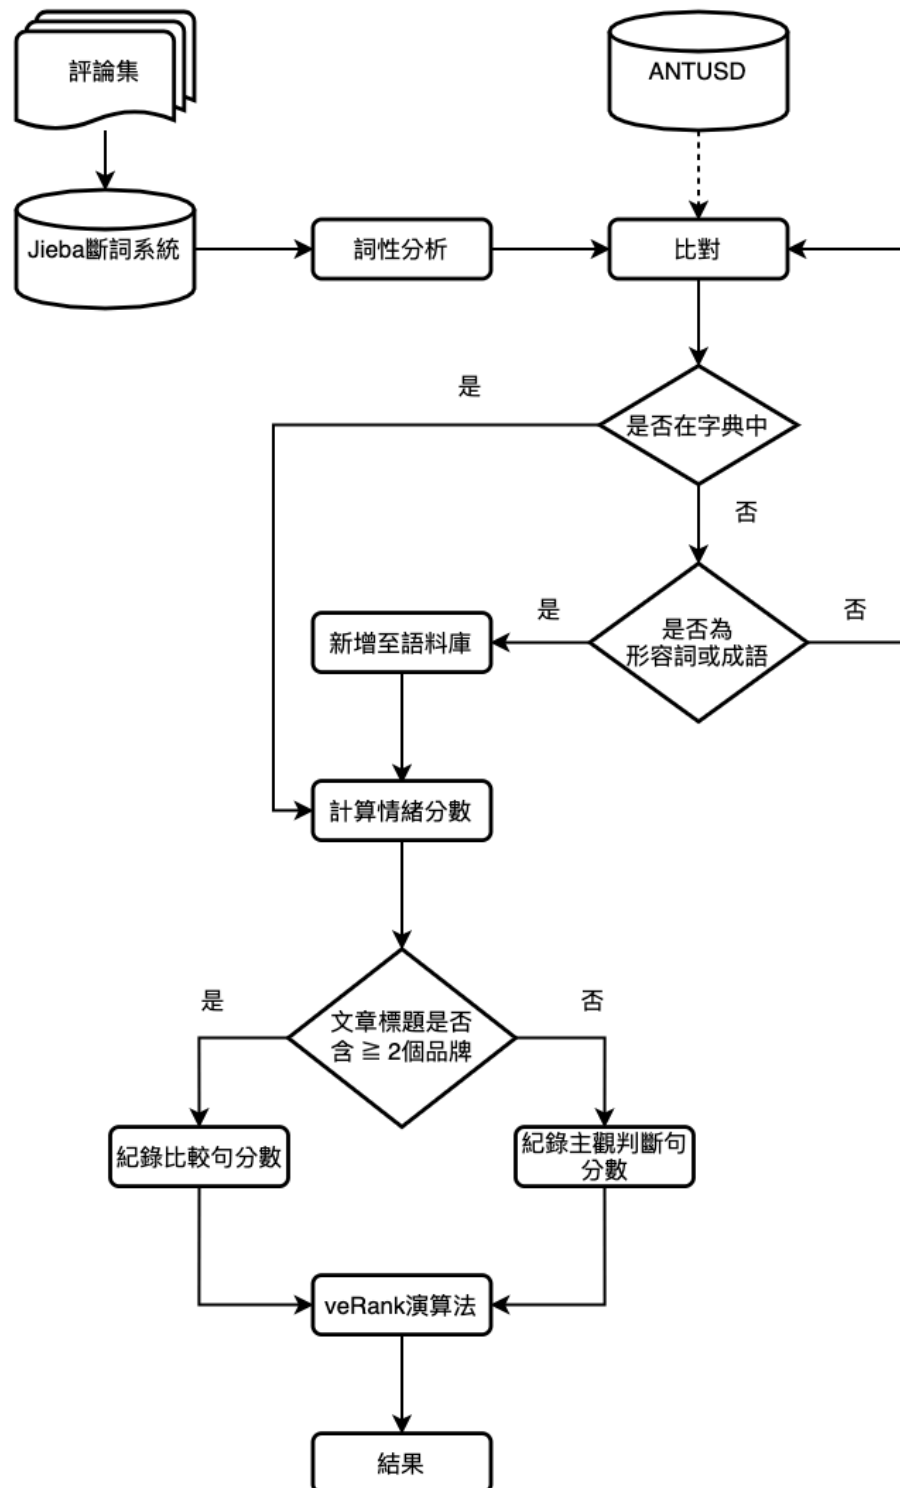 評論集
ANTUSD
Jieba斷詞系統
詞性分析
比對
是
是否在字典中
否
是
否
新增至語料庫
是否為
形容詞或成語
計算情緒分數
是
否
文章標題是否
含 ≧ 2個品牌
紀錄比較句分數
紀錄主觀判斷句
分數
veRank演算法
結果